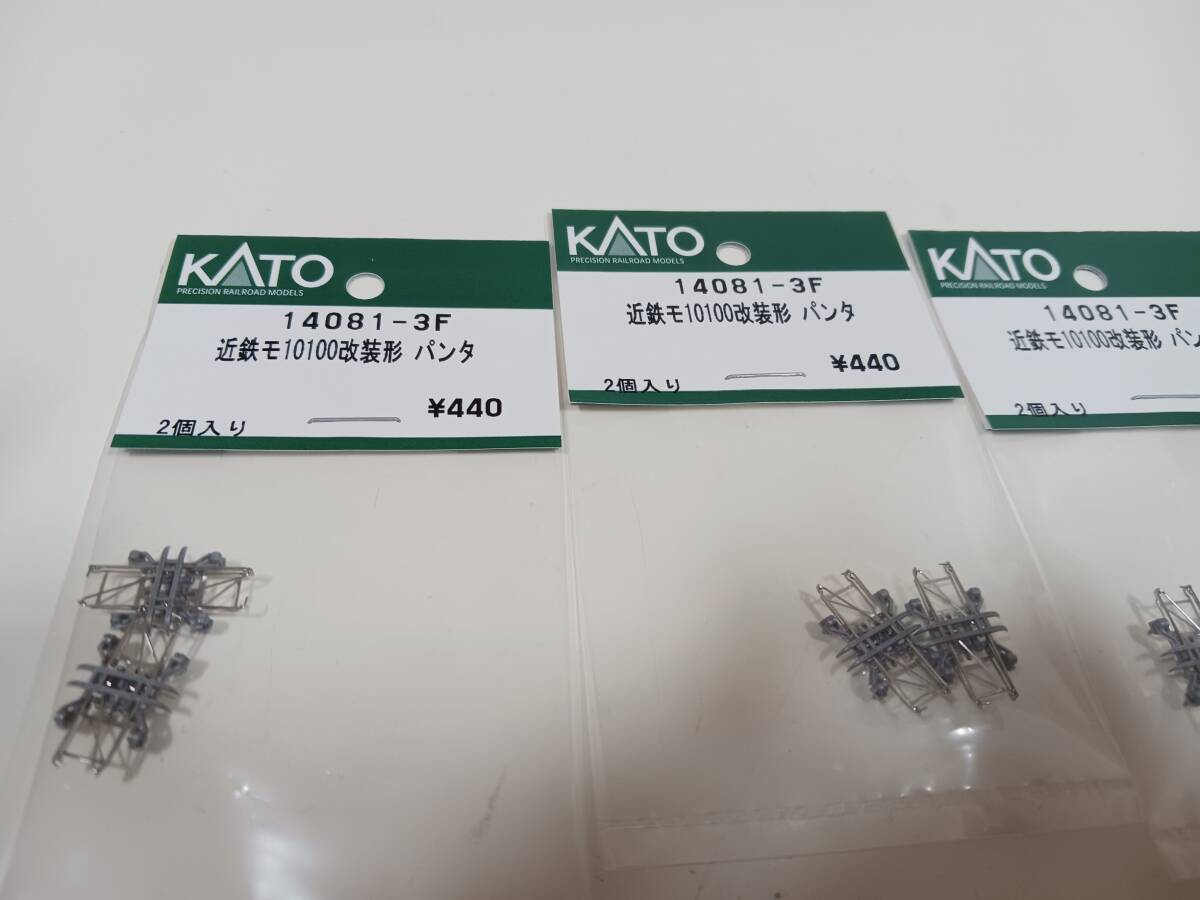 KATO
PRECISION RAILROAD MODELS
14081-3F
近鉄モ10100改装形 パンタ
¥440
2個入り
KATO
PRECISION RAILROAD MODELS
14081-3F
近鉄モ10100改装形 パンタ
¥440
2個入り
KATO
PRECISION RAILROAD MODELS
14081-3F
近鉄モ10100改装形 パン
2個入り